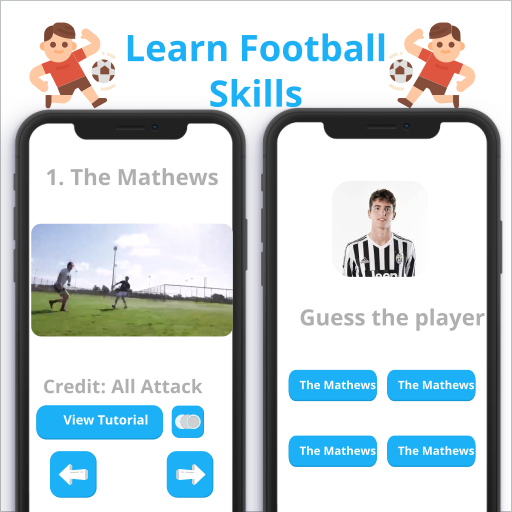 Learn Football
Skills
1. The Mathews
Credit: All Attack
View Tutorial
Guess the player
The Mathews
The Mathews
The Mathews
The Mathews